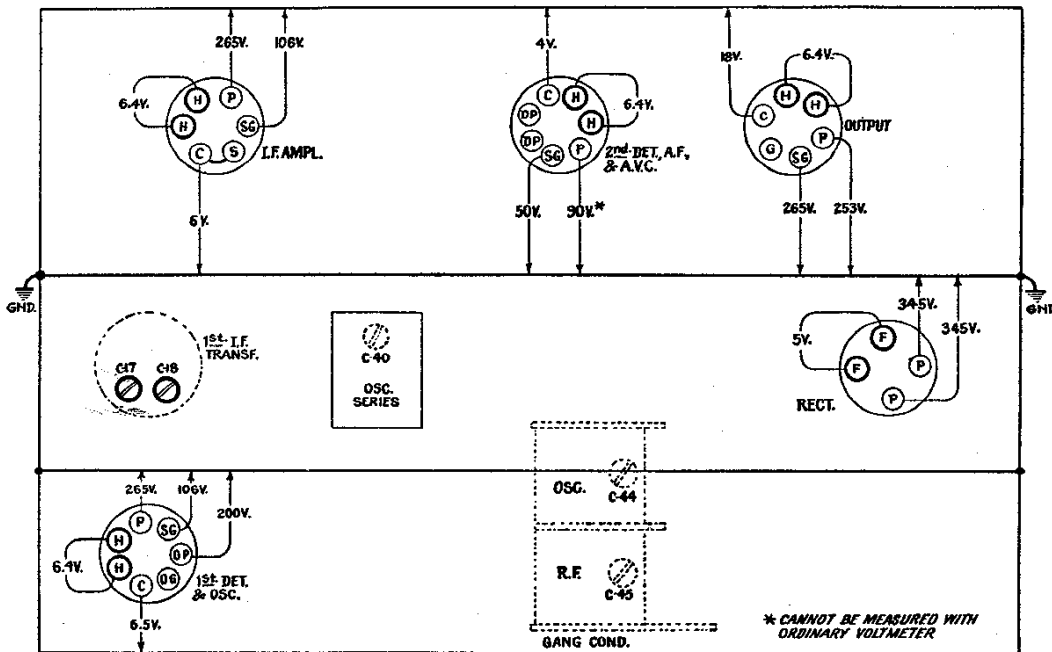 265V.
106V.
4V.
18V.
6.4V.
H
P
H
SG
C
S
6.4V.
I.F. AMPL.
6V.
C
H
DP
H
DP
SG
P
6.4V.
2nd DET., A.F.,
& A.V.C.
50V.
90V.*
H
H
C
P
G
SG
OUTPUT
265V.
253V.
GND.
GND.
1st I.F.
TRANSF.
C-17
C-18
C-40
OSC.
SERIES
345V.
345V.
5V.
F
F
P
P
RECT.
265V.
106V.
200V.
P
SG
H
DP
H
OG
C
6.4V.
1st DET.
& OSC.
6.5V.
OSC.
C-44
R.F.
C-45
GANG COND.
* CANNOT BE MEASURED WITH
ORDINARY VOLTMETER